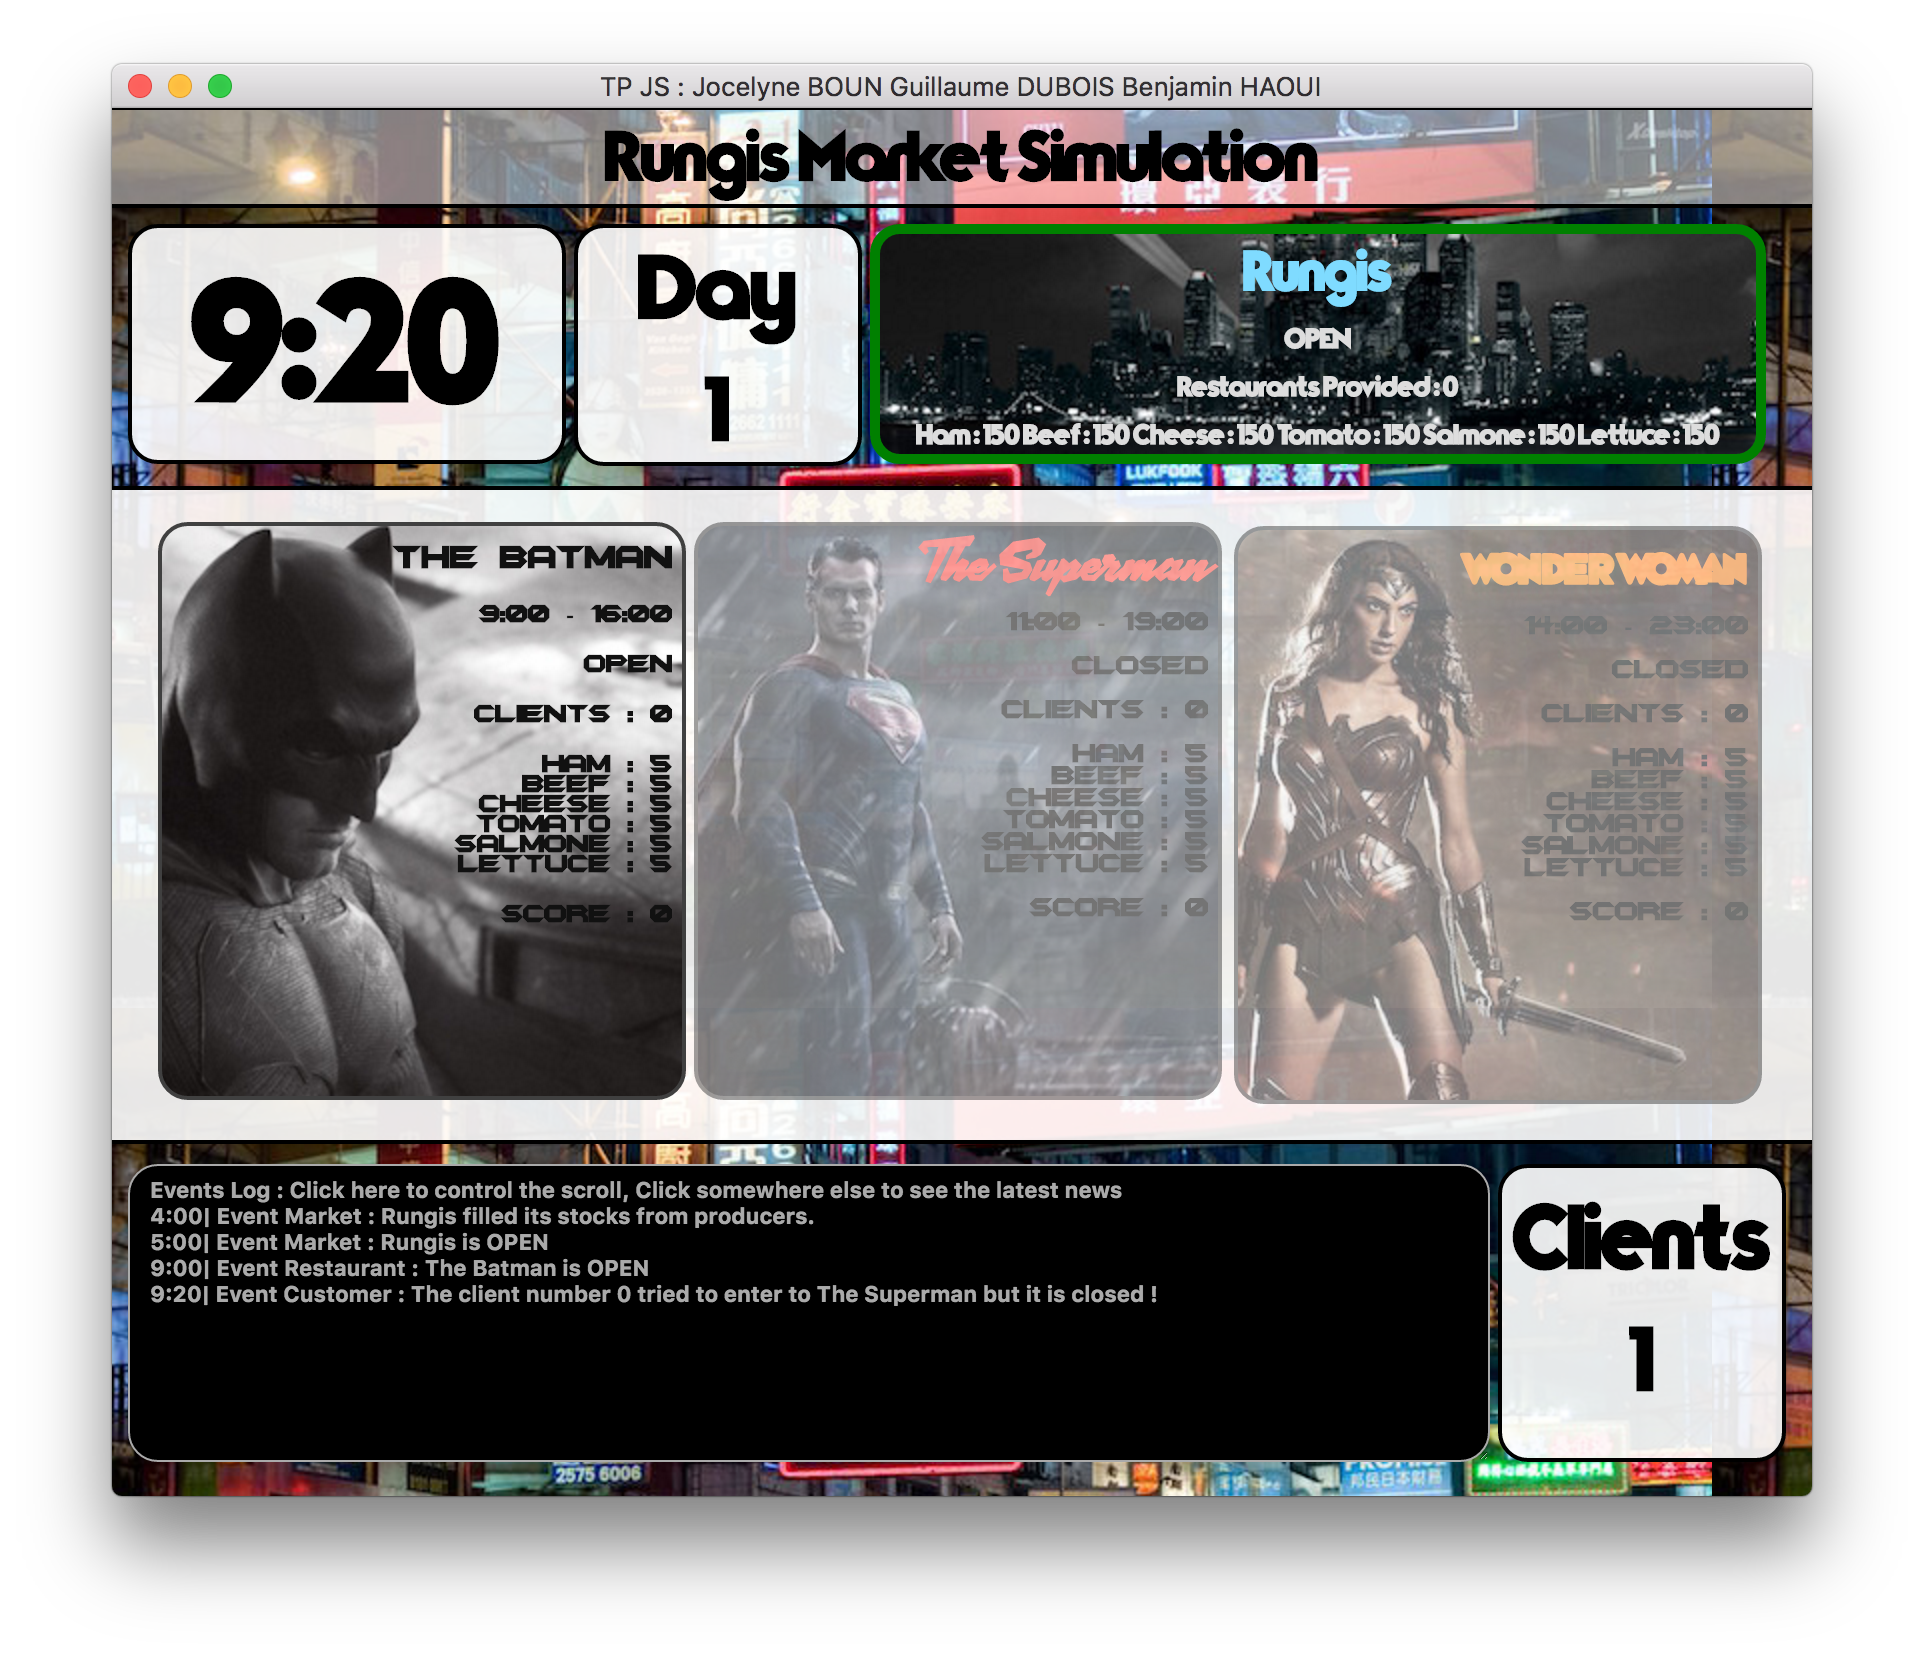 TP JS : Jocelyne BOUN Guillaume DUBOIS Benjamin HAOUI
Rungis Market Simulation
環亞表行
9:20
Day
1
Rungis
OPEN
Restaurants Provided : 0
Ham : 150 Beef : 150 Cheese : 150 Tomato : 150 Salmone : 150 Lettuce : 150
LUKFOOK
THE BATMAN
9:00 - 16:00
OPEN
CLIENTS : 0
HAM : 5
BEEF : 5
CHEESE : 5
TOMATO : 5
SALMONE : 5
LETTUCE : 5
SCORE : 0
The Superman
11:00 - 19:00
CLOSED
CLIENTS : 0
HAM : 5
BEEF : 5
CHEESE : 5
TOMATO : 5
SALMONE : 5
LETTUCE : 5
SCORE : 0
WONDER WOMAN
14:00 - 23:00
CLOSED
CLIENTS : 0
HAM : 5
BEEF : 5
CHEESE : 5
TOMATO : 5
SALMONE : 5
LETTUCE : 5
SCORE : 0
Events Log : Click here to control the scroll, Click somewhere else to see the latest news
4:00| Event Market : Rungis filled its stocks from producers.
5:00| Event Market : Rungis is OPEN
9:00| Event Restaurant : The Batman is OPEN
9:20| Event Customer : The client number 0 tried to enter to The Superman but it is closed !
Clients
1
2575 6006